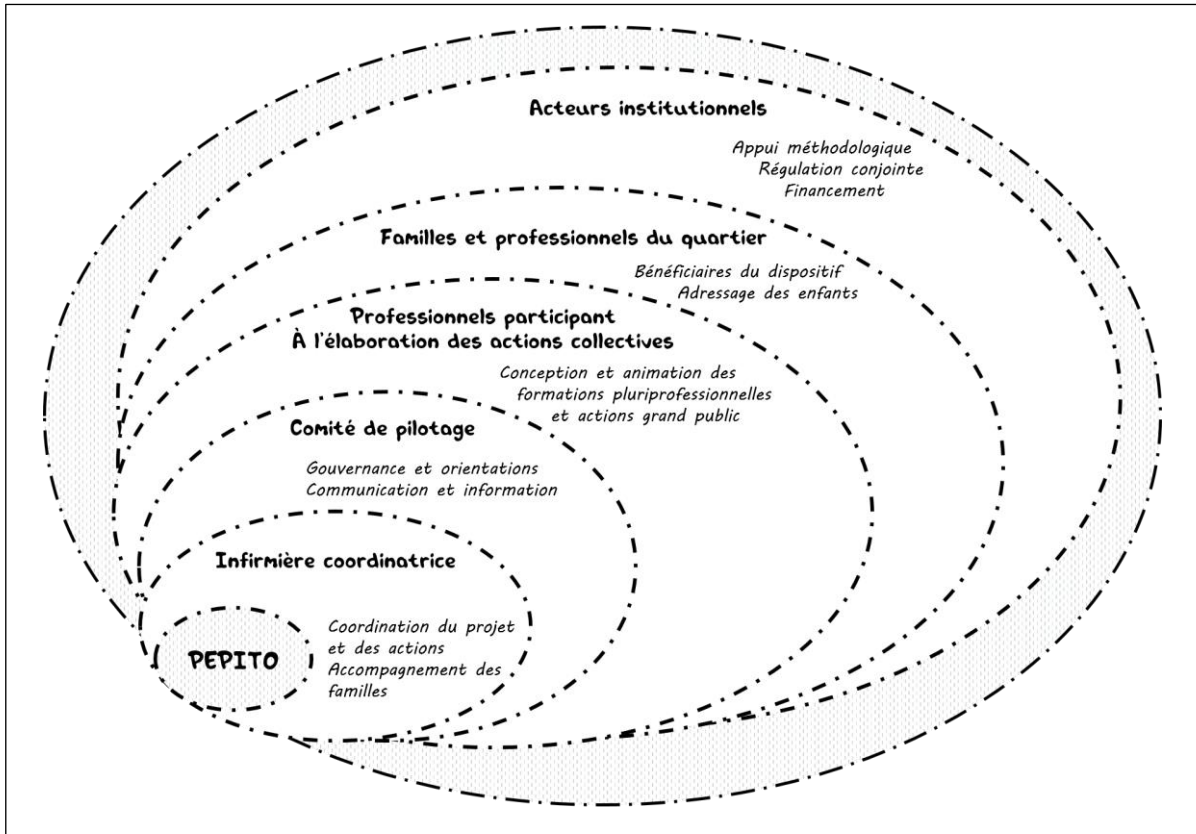 Acteurs institutionnels
Appui méthodologique
Régulation conjointe
Financement
Familles et professionnels du quartier
Bénéficiaires du dispositif
Adressage des enfants
Professionnels participant
À l'élaboration des actions collectives
Conception et animation des
formations pluriprofessionnelles
et actions grand public
Comité de pilotage
Gouvernance et orientations
Communication et information
Infirmière coordinatrice
PEPITO
Coordination du projet
et des actions
Accompagnement des
familles